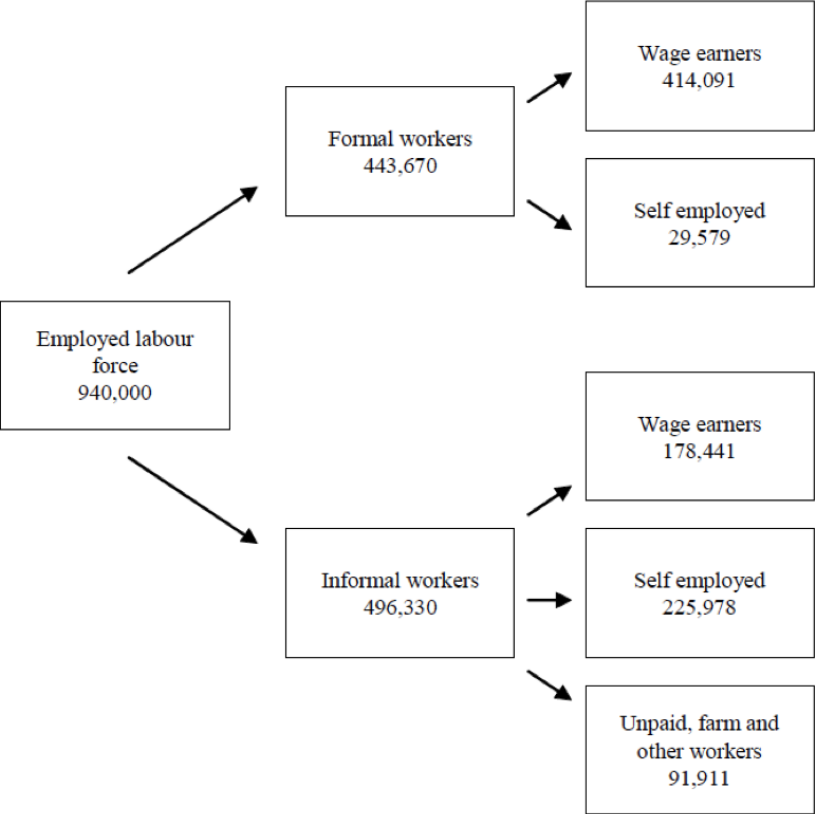 Wage earners
414,091
Formal workers
443,670
Self employed
29,579
Employed labour
force
940,000
Wage earners
178,441
Informal workers
496,330
Self employed
225,978
Unpaid, farm and
other workers
91,911